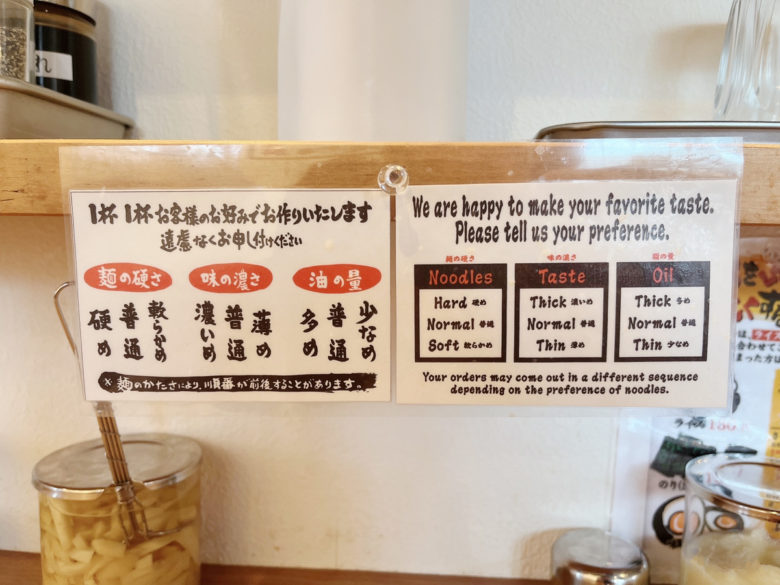 れ
1杯1杯お客様のお好みでお作りいたします
遠慮なくお申し付けください
麺の硬さ 味の濃さ 油の量
硬め 普通 軟らかめ
濃いめ 普通 薄め
多め 普通 少なめ
※麺のかたさにより、順番が前後することがあります。
We are happy to make your favorite taste.
Please tell us your preference.
麺の硬さ 味の濃さ 脂の量
Noodles Taste Oil
Hard 硬め Thick 濃いめ Thick 多め
Normal 普通 Normal 普通 Normal 普通
Soft 軟らかめ Thin 薄め Thin 少なめ
Your orders may come out in a different sequence
depending on the preference of noodles.